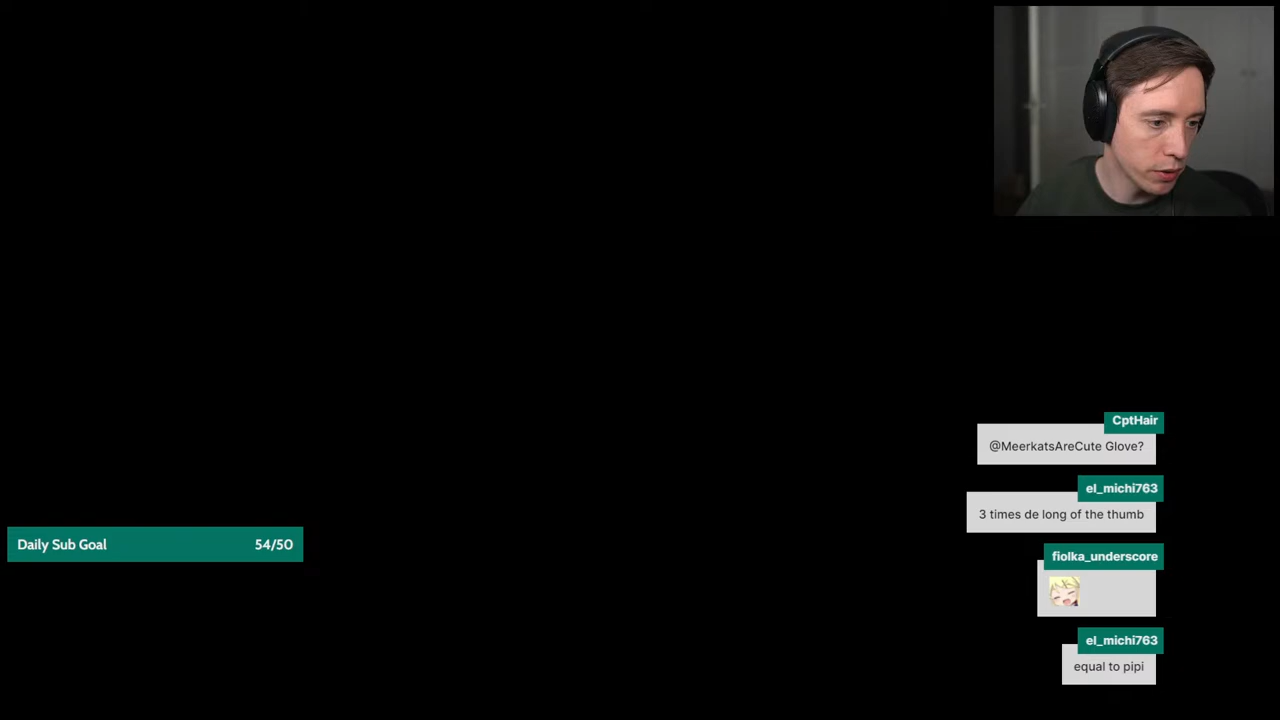 CptHair
@MeerkatsAreCute Glove?
el_michi763
3 times de long of the thumb
fiolka_underscore
el_michi763
equal to pipi
Daily Sub Goal 54/50